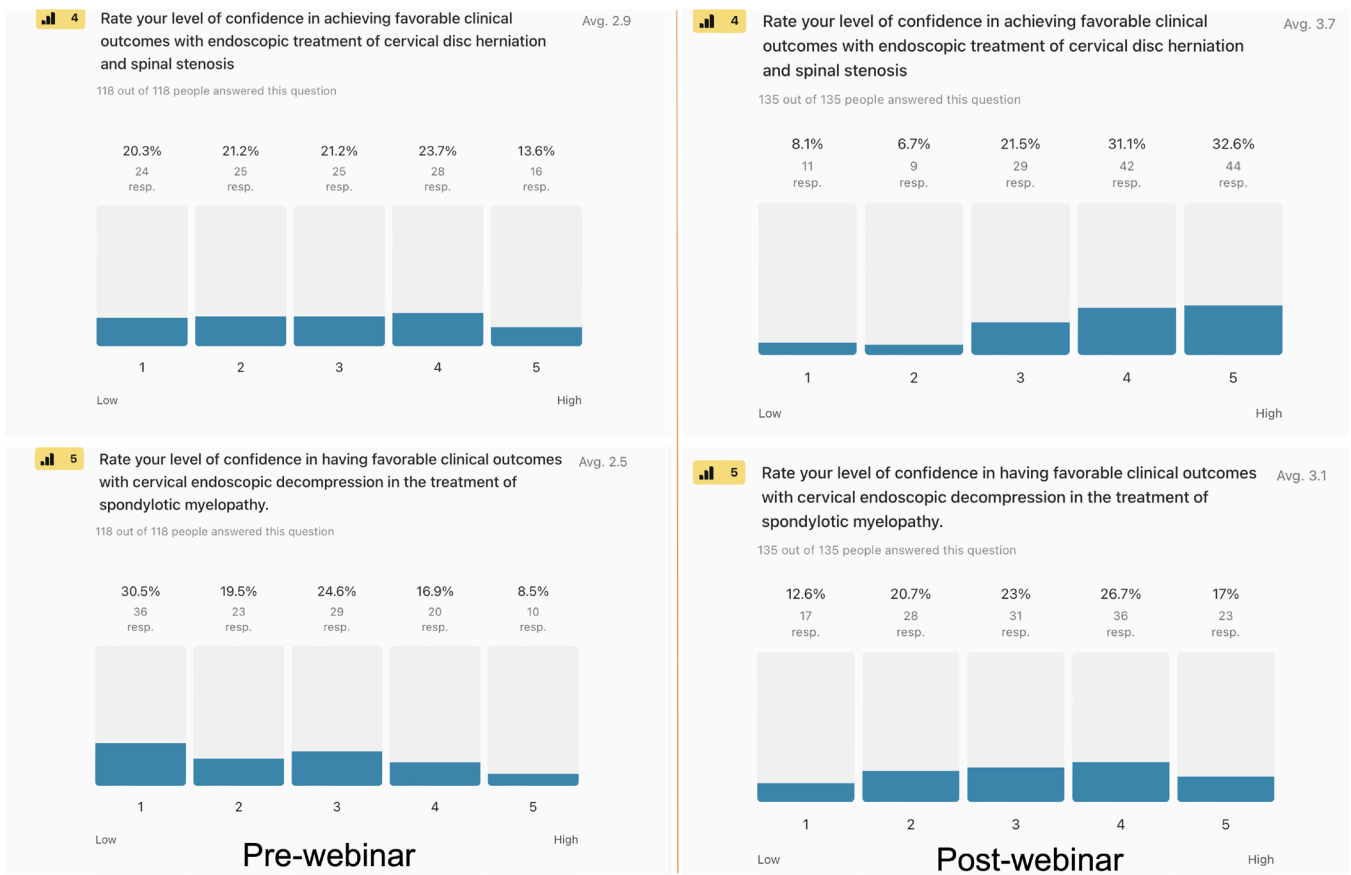 4 Rate your level of confidence in achieving favorable clinical Avg. 2.9
outcomes with endoscopic treatment of cervical disc herniation
and spinal stenosis
118 out of 118 people answered this question
20.3% 21.2% 21.2% 23.7% 13.6%
24 25 25 28 16
resp. resp. resp. resp. resp.
1 2 3 4 5
Low High
5 Rate your level of confidence in having favorable clinical outcomes Avg. 2.5
with cervical endoscopic decompression in the treatment of
spondylotic myelopathy.
118 out of 118 people answered this question
30.5% 19.5% 24.6% 16.9% 8.5%
36 23 29 20 10
resp. resp. resp. resp. resp.
1 2 3 4 5
Low High
Pre-webinar
4 Rate your level of confidence in achieving favorable clinical Avg. 3.7
outcomes with endoscopic treatment of cervical disc herniation
and spinal stenosis
135 out of 135 people answered this question
8.1% 6.7% 21.5% 31.1% 32.6%
11 9 29 42 44
resp. resp. resp. resp. resp.
1 2 3 4 5
Low High
5 Rate your level of confidence in having favorable clinical outcomes Avg. 3.1
with cervical endoscopic decompression in the treatment of
spondylotic myelopathy.
135 out of 135 people answered this question
12.6% 20.7% 23% 26.7% 17%
17 28 31 36 23
resp. resp. resp. resp. resp.
1 2 3 4 5
Low High
Post-webinar